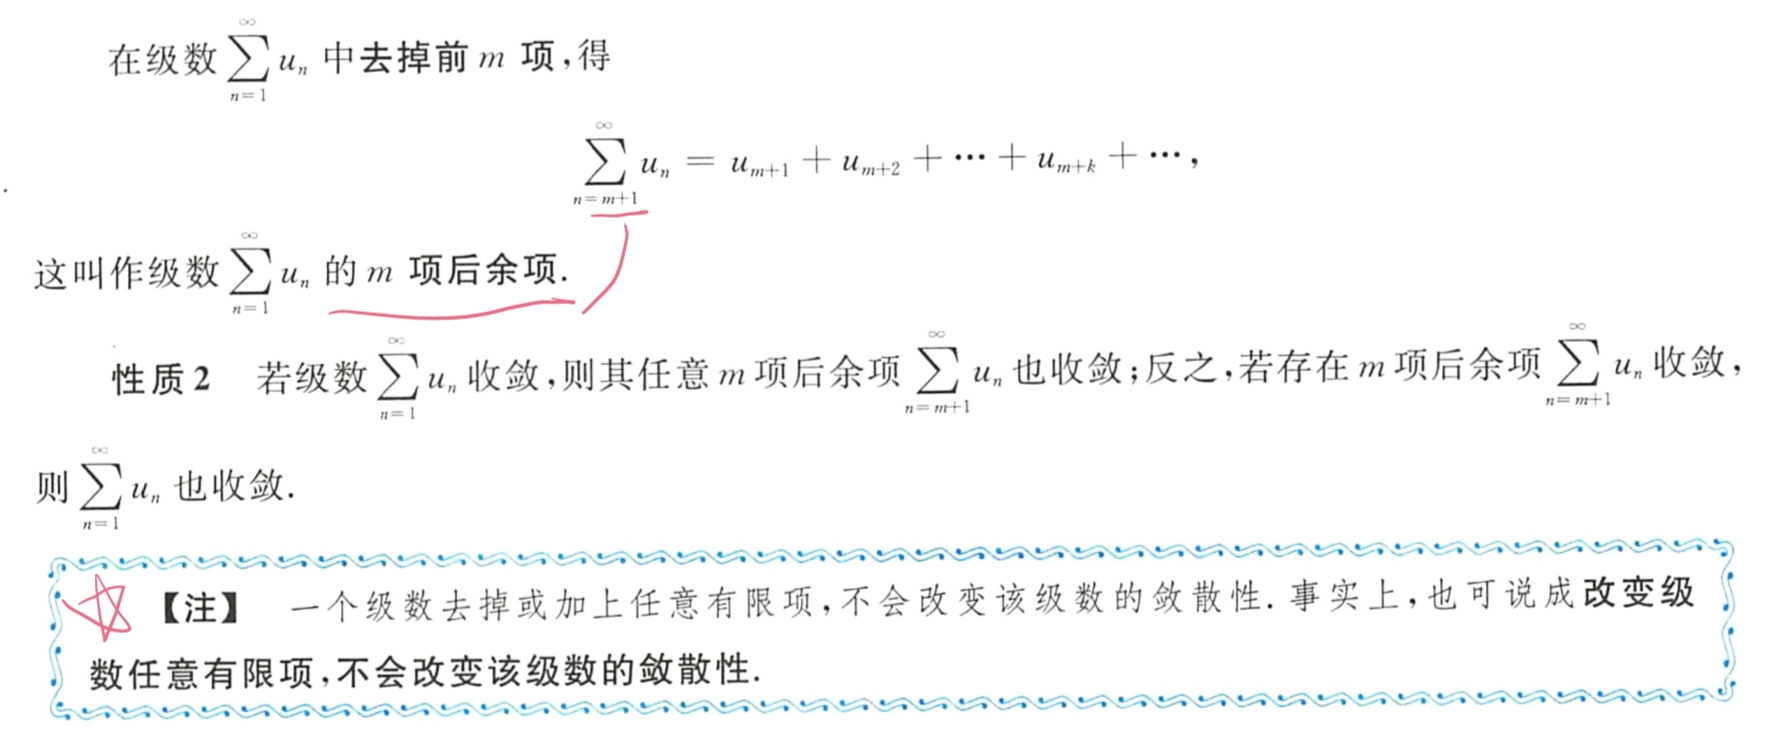 在级数 $\sum_{n=1}^{\infty} u_n$ 中去掉前 m 项,得
$\sum_{n=m+1}^{\infty} u_n = u_{m+1} + u_{m+2} + \cdots + u_{m+k} + \cdots,$
这叫作级数 $\sum_{n=1}^{\infty} u_n$ 的 m 项后余项.
性质2 若级数 $\sum_{n=1}^{\infty} u_n$ 收敛,则其任意 m 项后余项 $\sum_{n=m+1}^{\infty} u_n$ 也收敛;反之,若存在 m 项后余项 $\sum_{n=m+1}^{\infty} u_n$ 收敛,
则 $\sum_{n=1}^{\infty} u_n$ 也收敛.
【注】 一个级数去掉或加上任意有限项,不会改变该级数的敛散性.事实上,也可说成改变级
数任意有限项,不会改变该级数的敛散性.